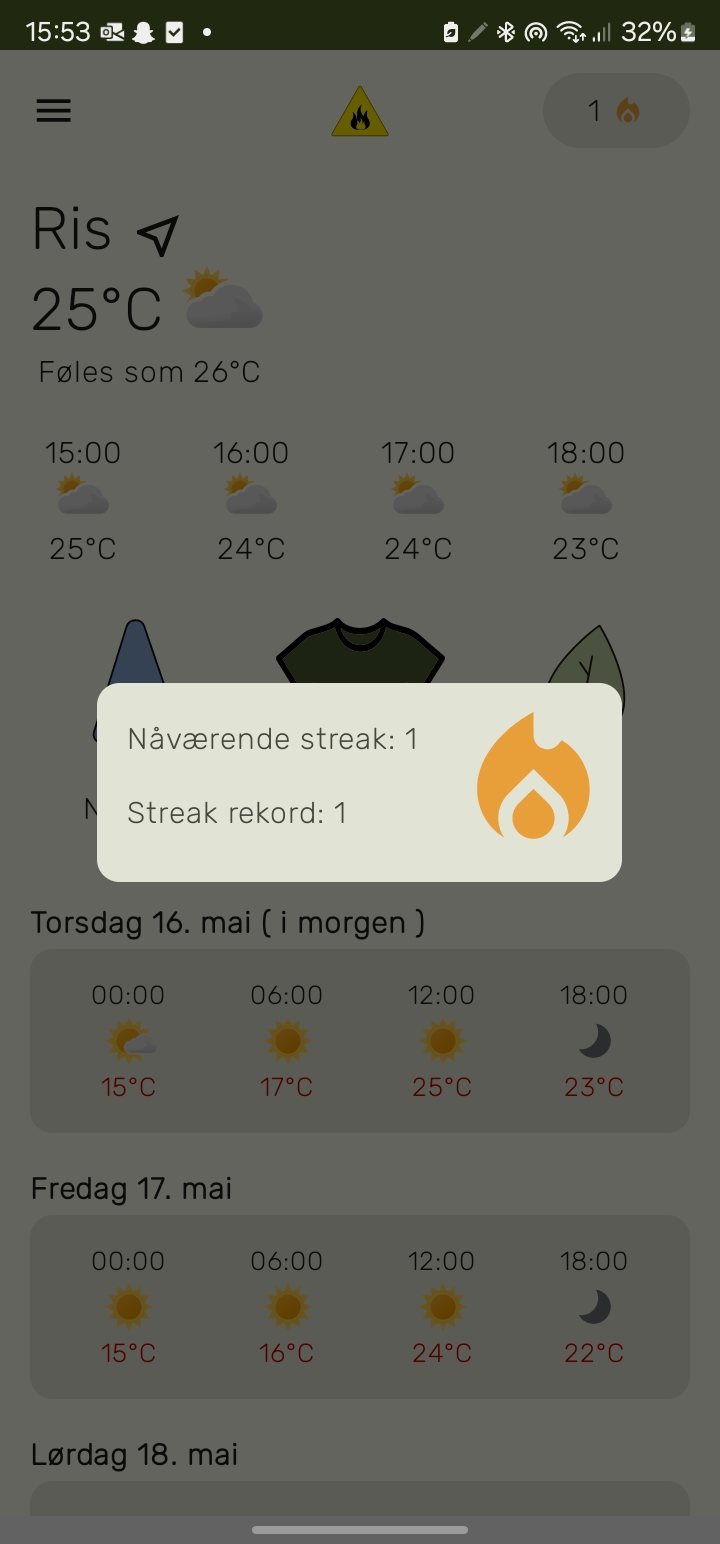 15:53 32%
1
Ris
25°C
Føles som 26°C
15:00 16:00 17:00 18:00
25°C 24°C 24°C 23°C
Nåværende streak: 1
Streak rekord: 1
Torsdag 16. mai ( i morgen )
00:00 06:00 12:00 18:00
15°C 17°C 25°C 23°C
Fredag 17. mai
00:00 06:00 12:00 18:00
15°C 16°C 24°C 22°C
Lørdag 18. mai